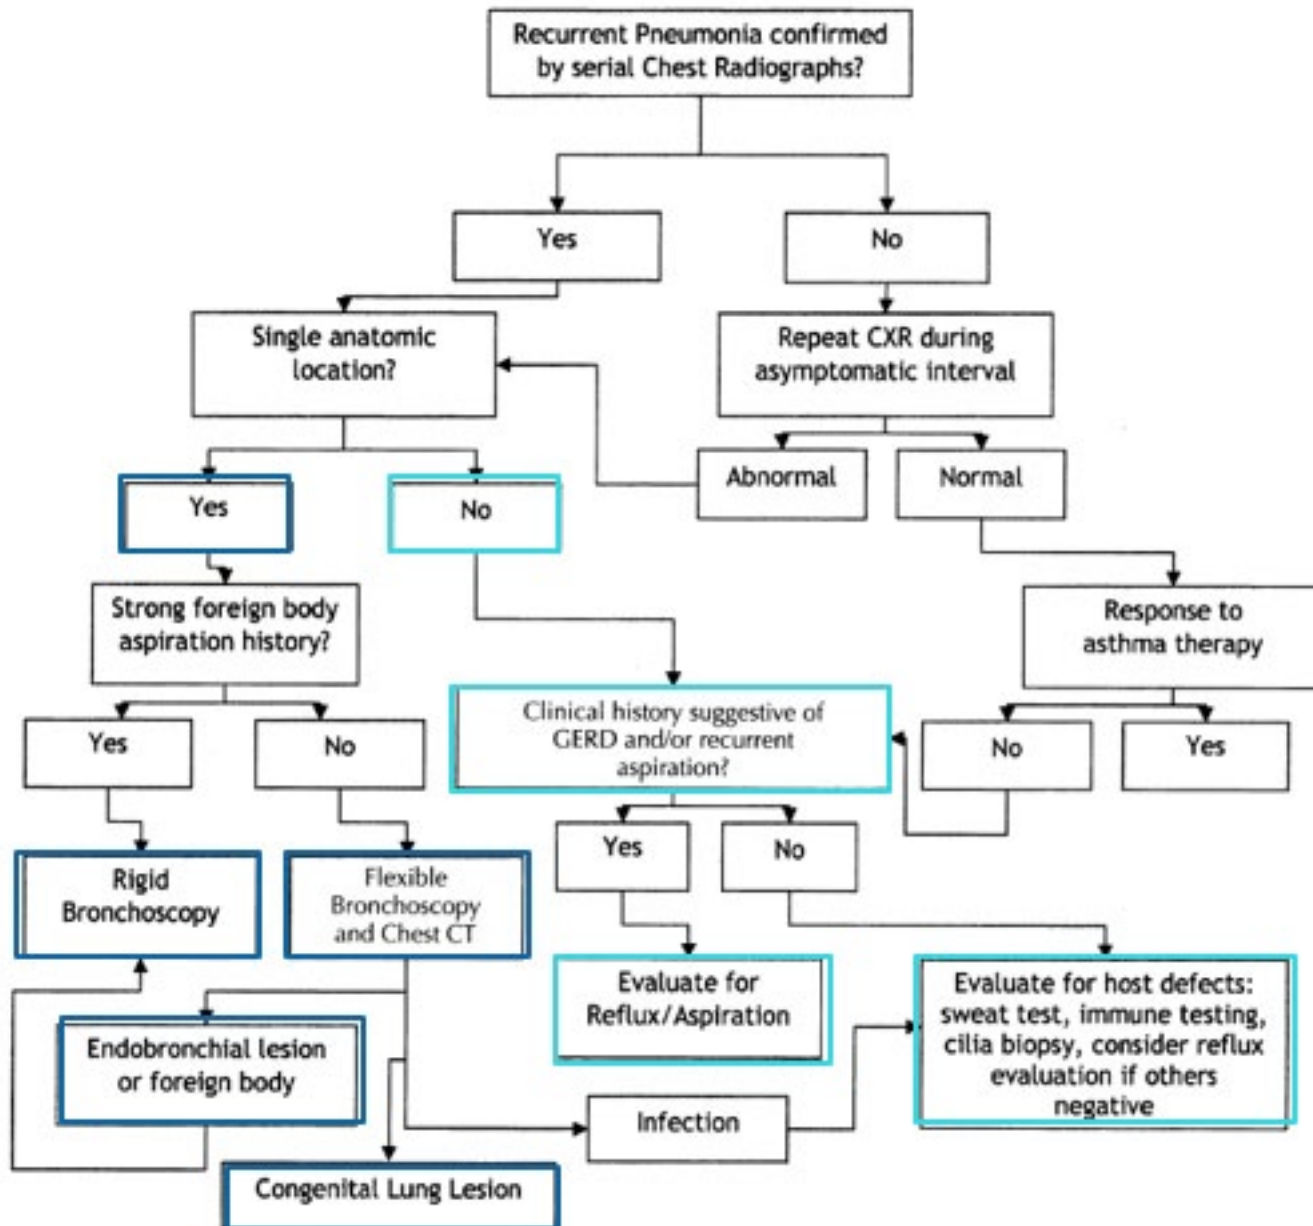 Recurrent Pneumonia confirmed
by serial Chest Radiographs?
Yes
No
Single anatomic
location?
Repeat CXR during
asymptomatic interval
Yes
No
Abnormal
Normal
Strong foreign body
aspiration history?
Response to
asthma therapy
Clinical history suggestive of
GERD and/or recurrent
aspiration?
Yes
No
No
Yes
Yes
No
Rigid
Bronchoscopy
Flexible
Bronchoscopy
and Chest CT
Evaluate for
Reflux/Aspiration
Evaluate for host defects:
sweat test, immune testing,
cilia biopsy, consider reflux
evaluation if others
negative
Endobronchial lesion
or foreign body
Infection
Congenital Lung Lesion